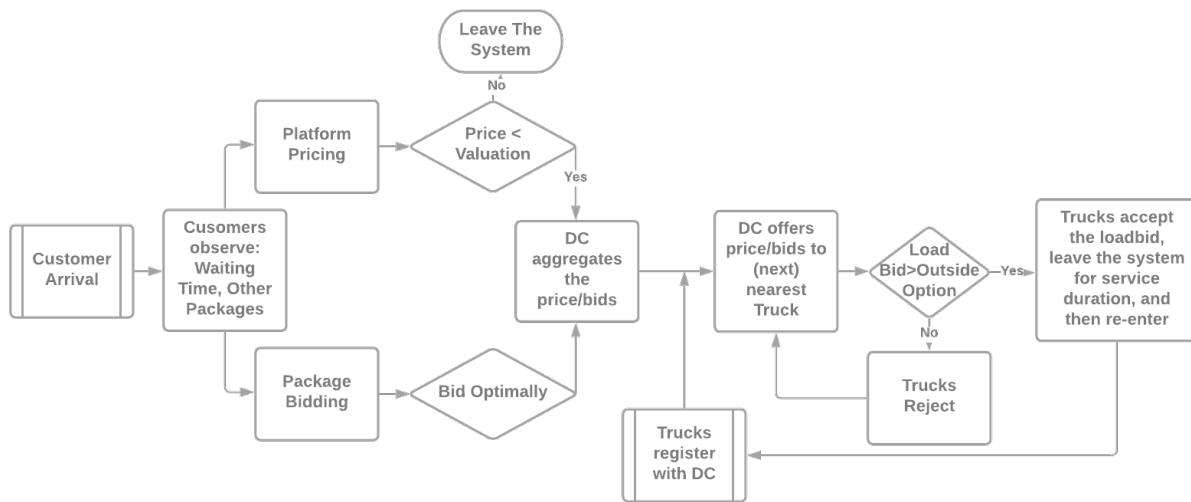 Leave The
System
No
Platform
Pricing
Price <
Valuation
Yes
Customer
Arrival
Cusomers
observe:
Waiting
Time, Other
Packages
DC
aggregates
the
price/bids
DC offers
price/bids to
(next)
nearest
Truck
Load
Bid>Outside
Option
Yes
Trucks accept
the loadbid,
leave the system
for service
duration, and
then re-enter
No
Package
Bidding
Bid Optimally
Trucks
Reject
Trucks
register
with DC